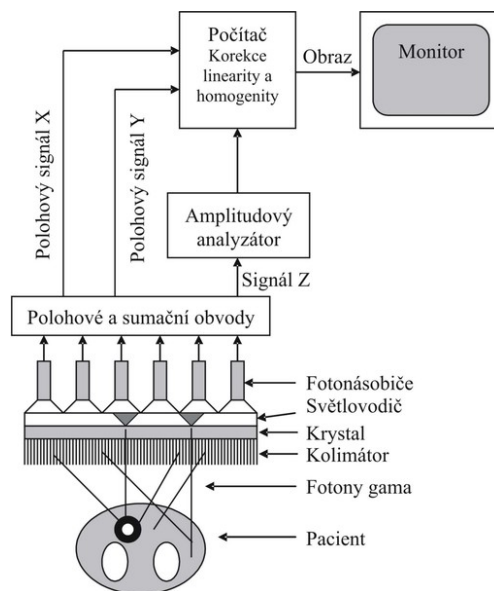 Počítač
Korekce
linearity a
homogenity
Obraz
Monitor
Polohový signál X
Polohový signál Y
Amplitudový
analyzátor
Signál Z
Polohové a sumační obvody
Fotonásobiče
Světlovodič
Krystal
Kolimátor
Fotony gama
Pacient